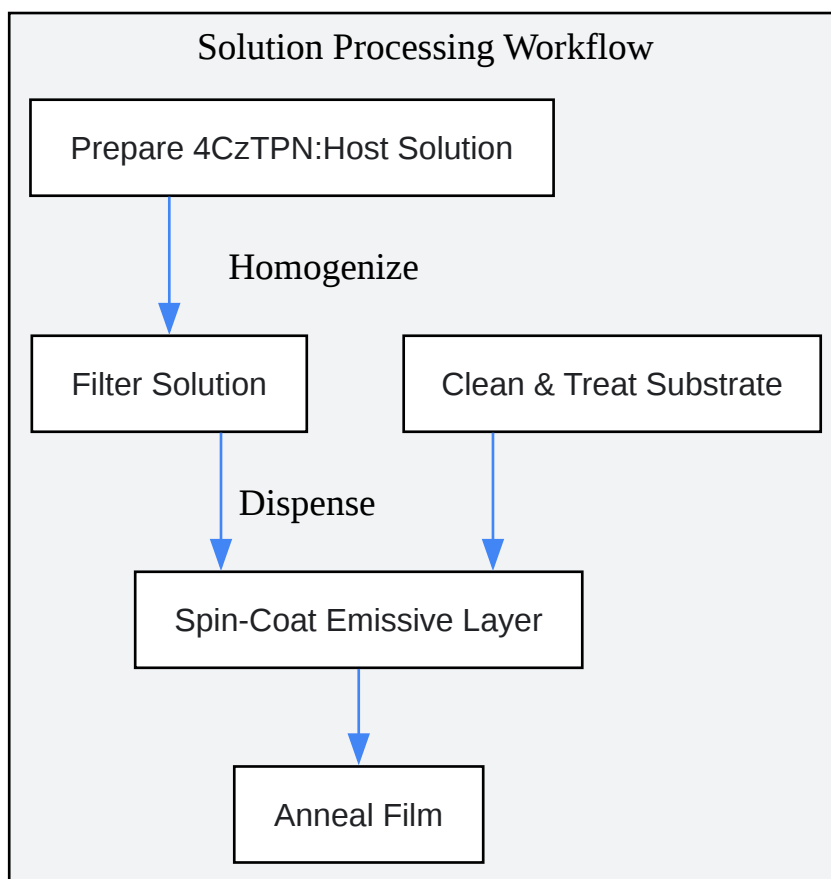 Solution Processing Workflow
Prepare 4CzTPN:Host Solution
Homogenize
Filter Solution
Clean & Treat Substrate
Dispense
Spin-Coat Emissive Layer
Anneal Film